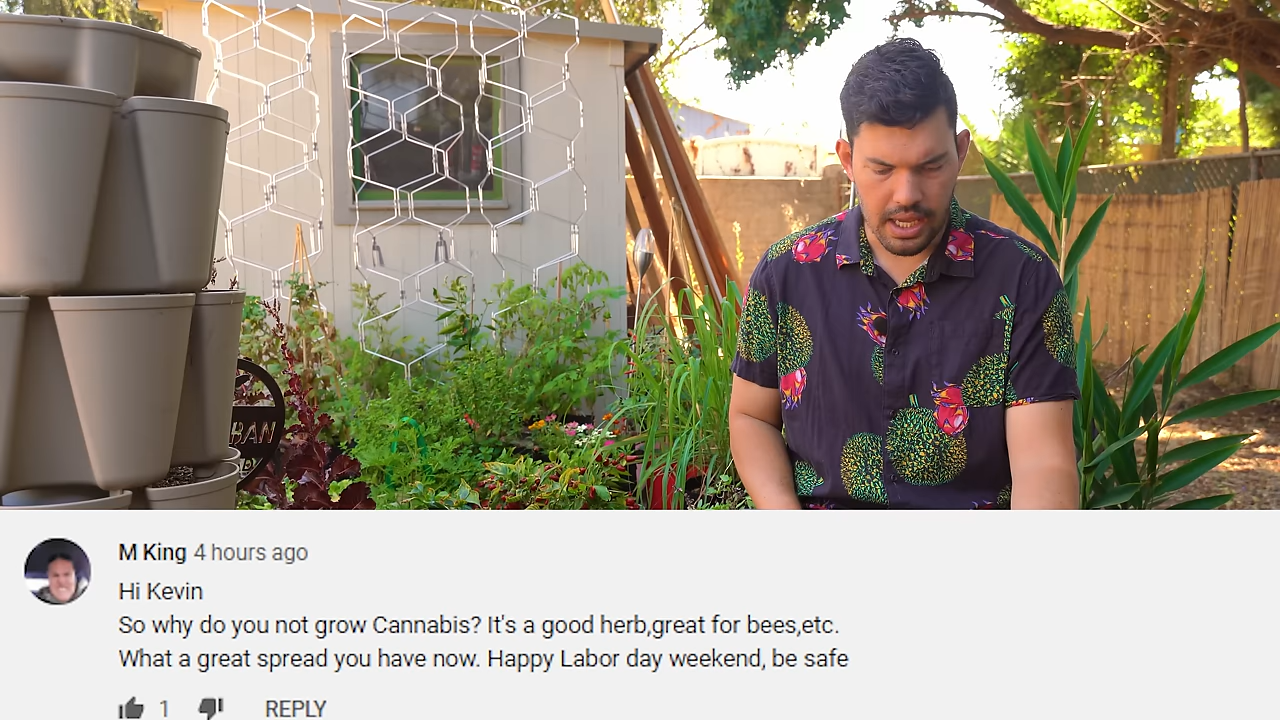 BAN
M King 4 hours ago
Hi Kevin
So why do you not grow Cannabis? It's a good herb,great for bees,etc.
What a great spread you have now. Happy Labor day weekend, be safe
1 REPLY